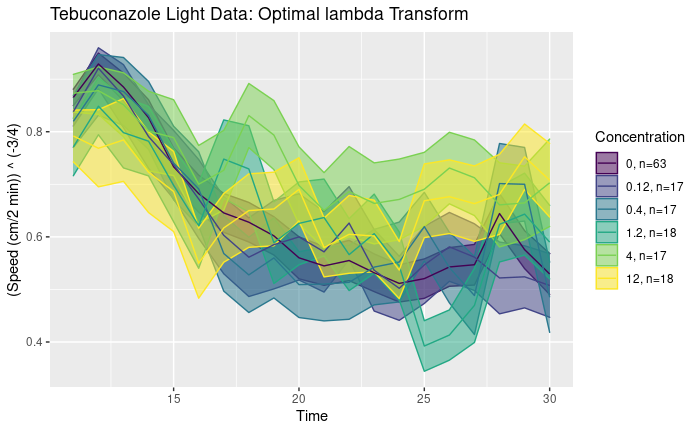 Tebuconazole Light Data: Optimal lambda Transform
(Speed (cm/2 min)) ^ (-3/4)
0.8
0.6
0.4
15
20
25
30
Time
Concentration
0, n=63
0.12, n=17
0.4, n=17
1.2, n=18
4, n=17
12, n=18